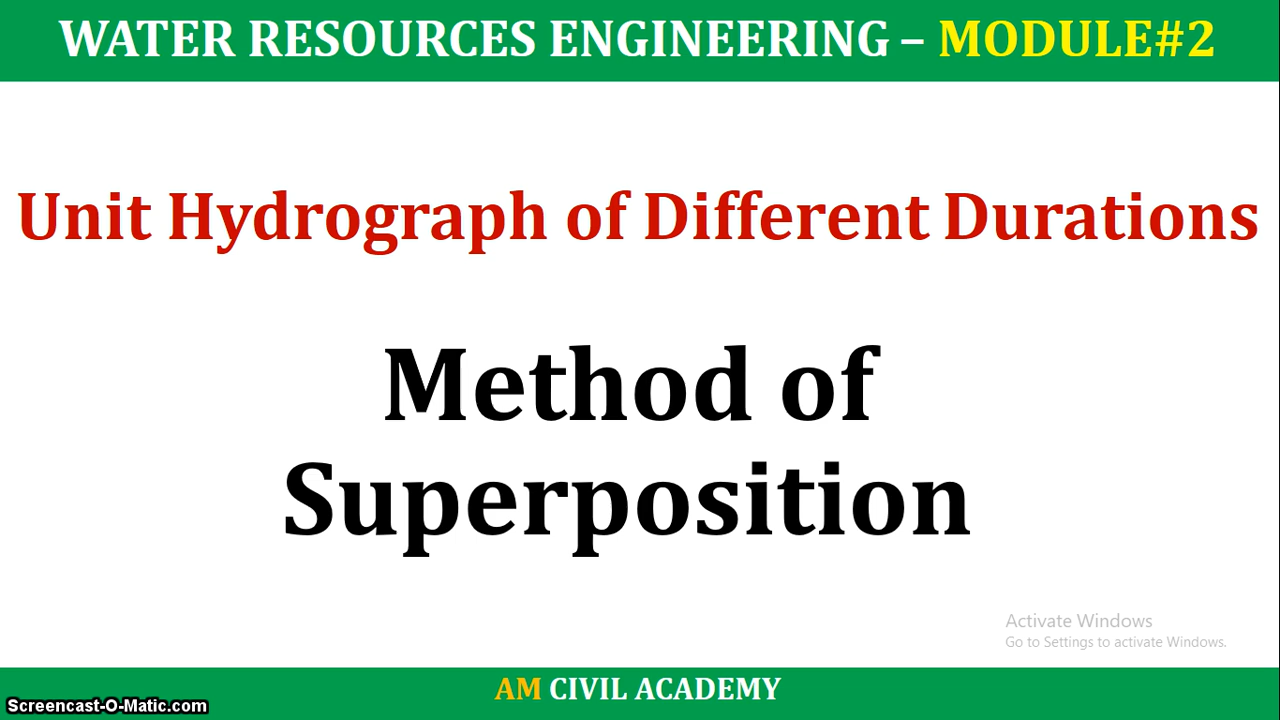 WATER RESOURCES ENGINEERING – MODULE#2
Unit Hydrograph of Different Durations
Method of
Superposition
Activate Windows
Go to Settings to activate Windows.
AM CIVIL ACADEMY
Screencast-O-Matic.com